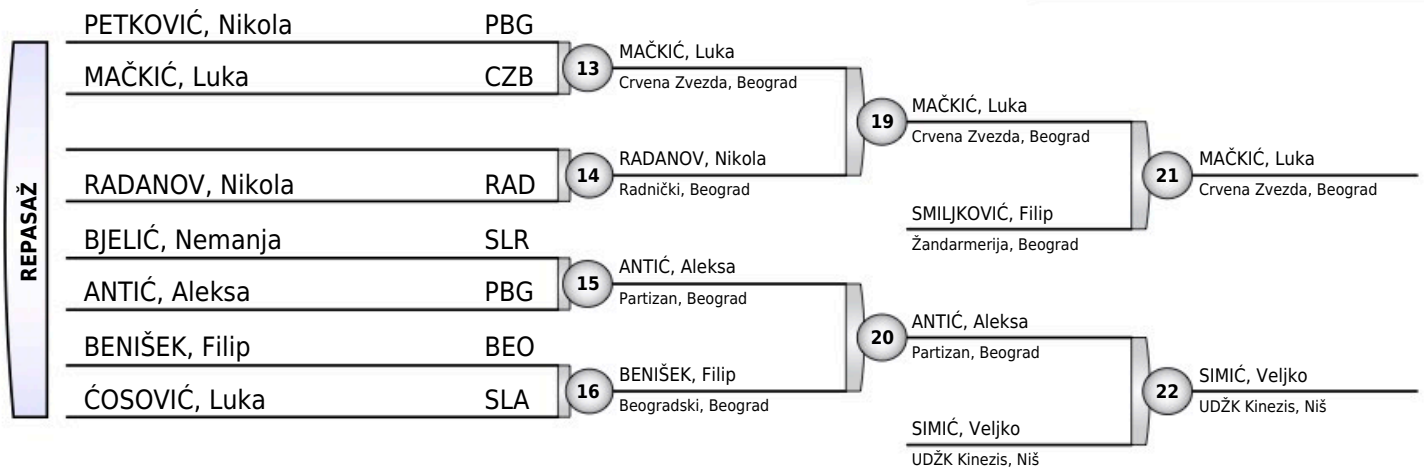 REPASAŽ
PETKOVIĆ, Nikola PBG
MAČKIĆ, Luka CZB
RADANOV, Nikola RAD
BJELIĆ, Nemanja SLR
ANTIĆ, Aleksa PBG
BENIŠEK, Filip BEO
ĆOSOVIĆ, Luka SLA
13
MAČKIĆ, Luka
Crvena Zvezda, Beograd
14
RADANOV, Nikola
Radnički, Beograd
15
ANTIĆ, Aleksa
Partizan, Beograd
16
BENIŠEK, Filip
Beogradski, Beograd
19
MAČKIĆ, Luka
Crvena Zvezda, Beograd
SMILJKOVIĆ, Filip
Žandarmerija, Beograd
20
ANTIĆ, Aleksa
Partizan, Beograd
SIMIĆ, Veljko
UDŽK Kinezis, Niš
21
MAČKIĆ, Luka
Crvena Zvezda, Beograd
22
SIMIĆ, Veljko
UDŽK Kinezis, Niš